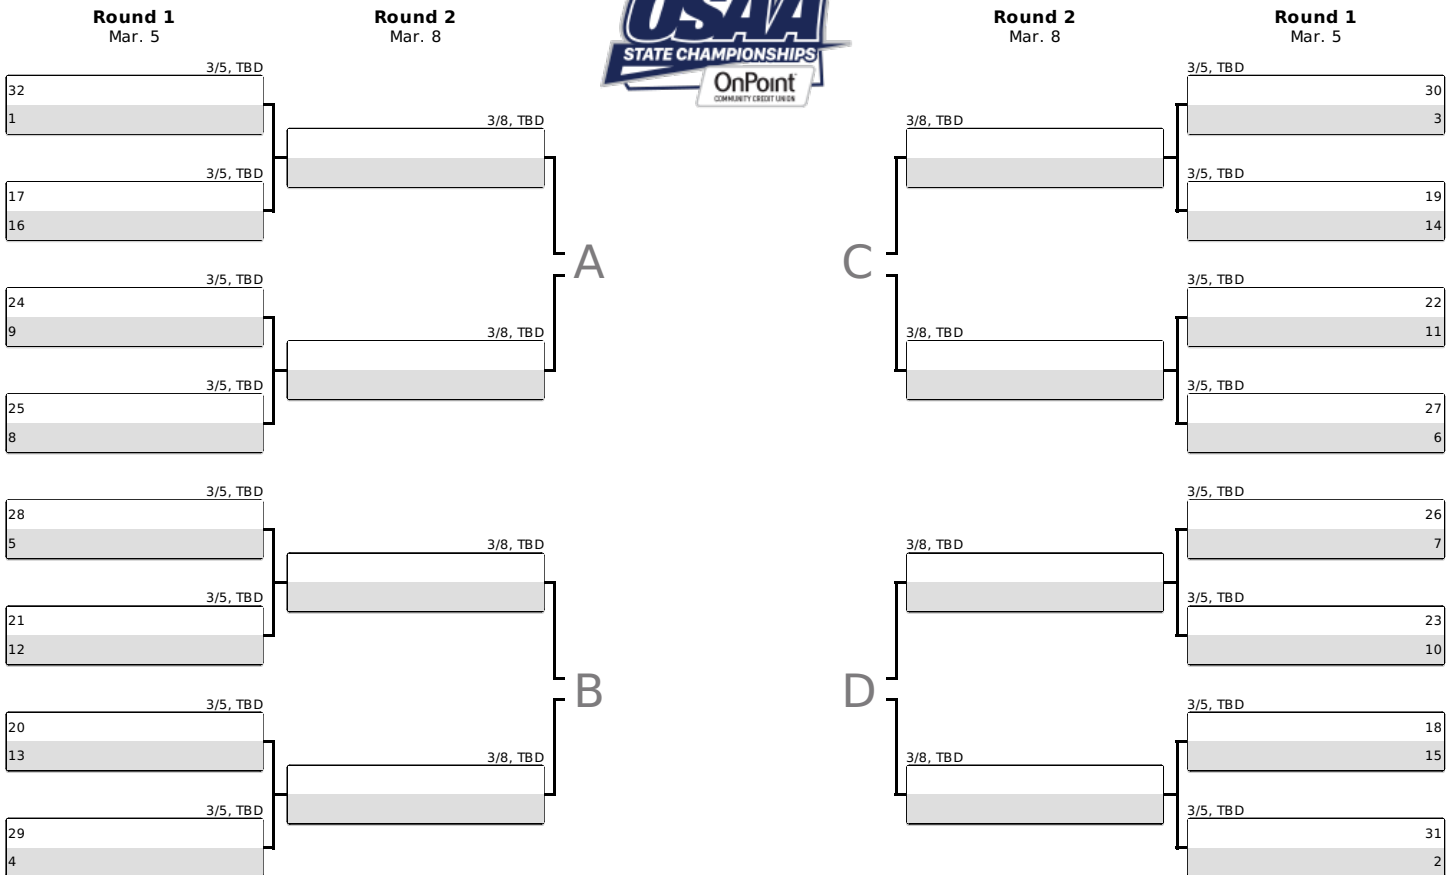 Round 1
Mar. 5
Round 2
Mar. 8
USAA
STATE CHAMPIONSHIPS
OnPoint
COMMUNITY CREDIT UNION
Round 2
Mar. 8
Round 1
Mar. 5
3/5, TBD
32
1
3/5, TBD
17
16
3/5, TBD
24
9
3/5, TBD
25
8
3/5, TBD
28
5
3/5, TBD
21
12
3/5, TBD
20
13
3/5, TBD
29
4
3/8, TBD
3/8, TBD
3/8, TBD
3/8, TBD
A
B
C
D
3/8, TBD
3/8, TBD
3/8, TBD
3/8, TBD
3/5, TBD
30
3
3/5, TBD
19
14
3/5, TBD
22
11
3/5, TBD
27
6
3/5, TBD
26
7
3/5, TBD
23
10
3/5, TBD
18
15
3/5, TBD
31
2